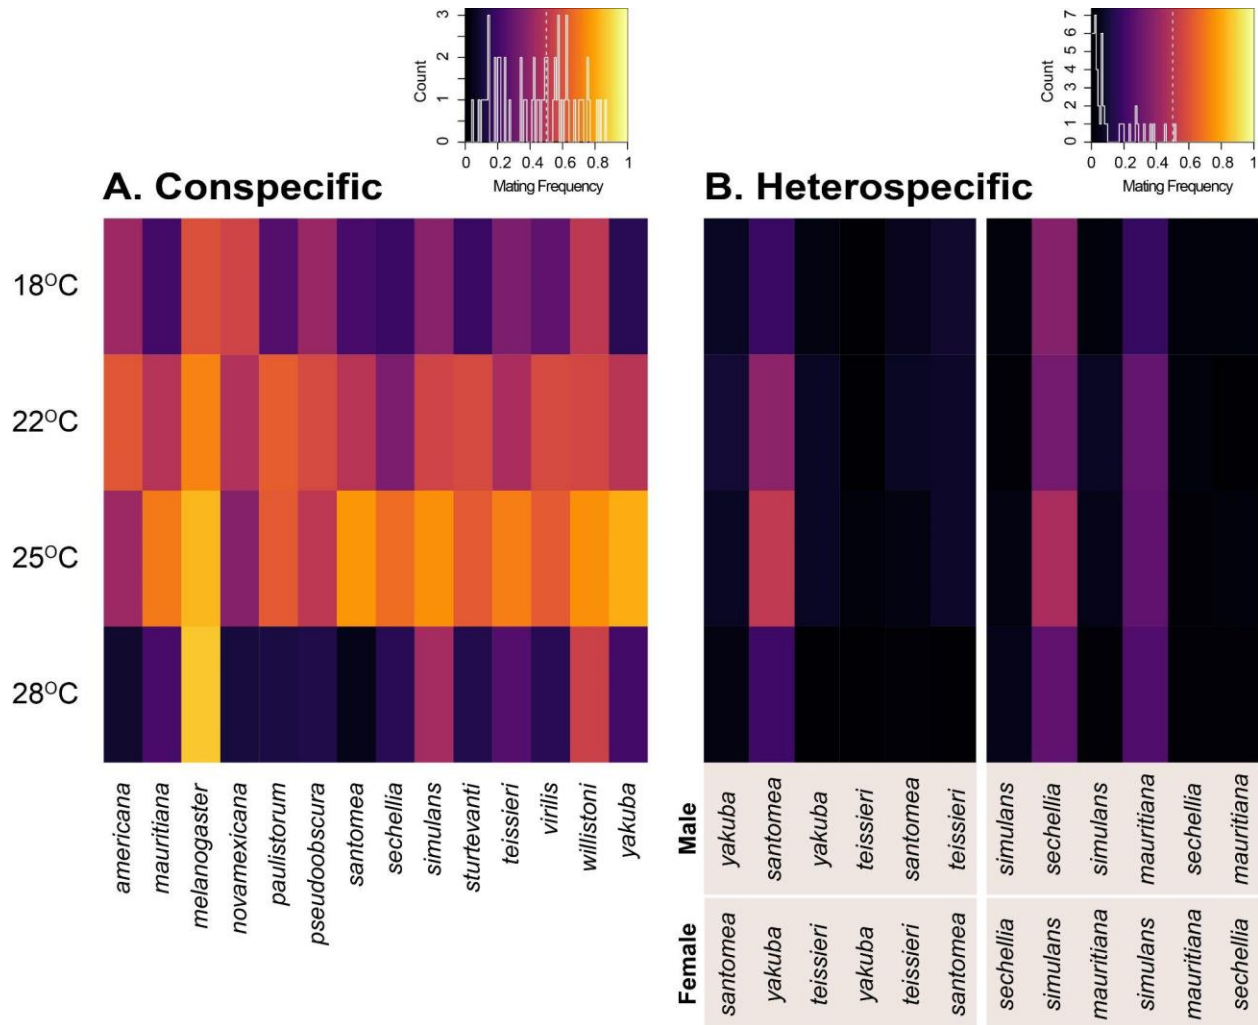 3
2
1
0
Count
0 0.2 0.4 0.6 0.8 1
Mating Frequency
7
6
5
4
3
2
1
0
Count
0 0.2 0.4 0.6 0.8 1
Mating Frequency
A. Conspecific
B. Heterospecific
18°C
22°C
25°C
28°C
americana
mauritiana
melanogaster
novamexicana
paulistorum
pseudoobscura
santomea
sechellia
simulans
sturtevanti
teissieri
virilis
willistoni
yakuba
Male
yakuba
santomea
yakuba
teissieri
santomea
teissieri
simulans
sechellia
simulans
mauritiana
sechellia
mauritiana
Female
santomea
yakuba
teissieri
yakuba
teissieri
santomea
sechellia
simulans
mauritiana
simulans
mauritiana
sechellia